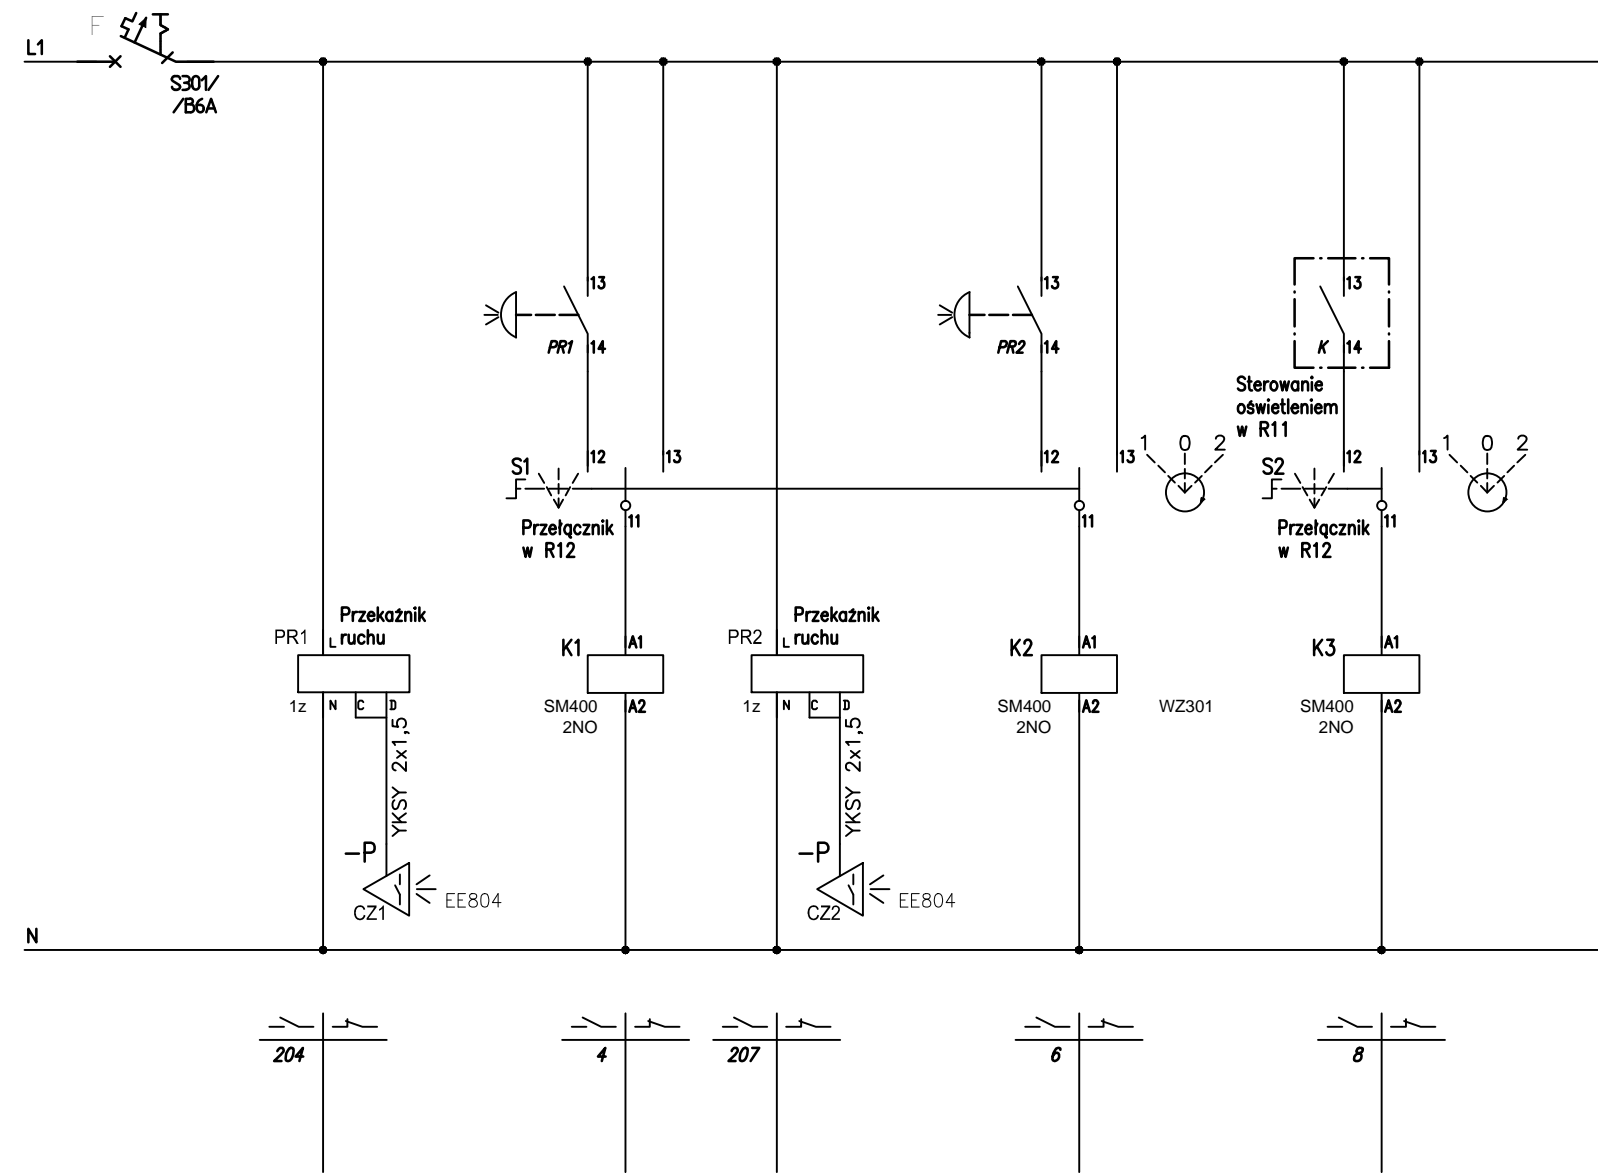 F
L1
S301/
/B6A
13
13
13
PR1
14
PR2
14
K
14
Sterowanie
oświetleniem
w R11
1 0 2
1 0 2
S1
12
13
12
13
S2
12
13
11
11
11
Przełącznik
w R12
Przełącznik
w R12
Przekaźnik
ruchu
Przekaźnik
ruchu
PR1
L
K1
A1
PR2
L
K2
A1
K3
A1
1z
N
C
D
SM400
2NO
A2
1z
N
C
D
SM400
2NO
A2
WZ301
SM400
2NO
A2
YKSY 2x1,5
YKSY 2x1,5
-P
-P
CZ1
EE804
CZ2
EE804
N
204
4
207
6
8